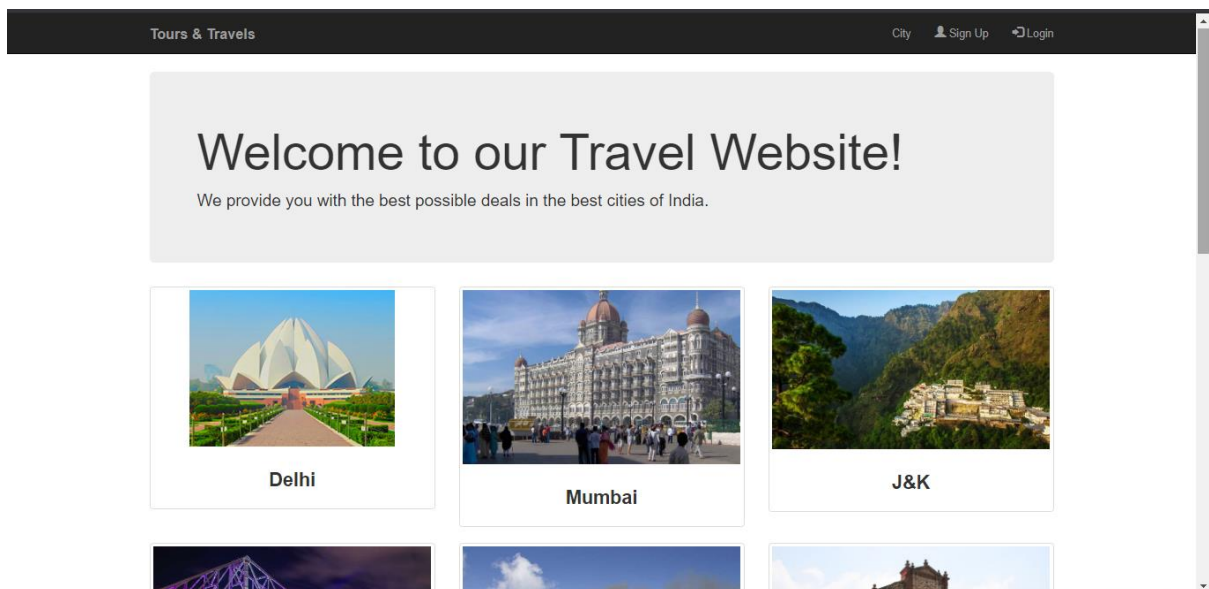 Tours & Travels
City Sign Up Login
Welcome to our Travel Website!
We provide you with the best possible deals in the best cities of India.
Delhi
Mumbai
J&K